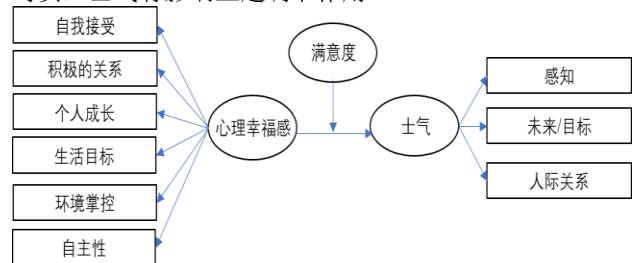 自我接受
积极的关系
个人成长
生活目标
环境掌控
自主性
心理幸福感
满意度
士气
感知
未来/目标
人际关系